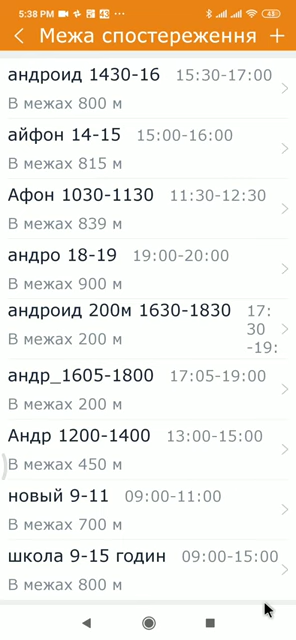 5:38 PM 43 ... 48
Межа спостереження
андроид 1430-16 15:30-17:00
В межах 800 м
айфон 14-15 15:00-16:00
В межах 815 м
Афон 1030-1130 11:30-12:30
В межах 839 м
андро 18-19 19:00-20:00
В межах 900 м
андроид 200м 1630-1830 17:
30
-19:
В межах 200 м
андр_1605-1800 17:05-19:00
В межах 200 м
Андр 1200-1400 13:00-15:00
В межах 450 м
новый 9-11 09:00-11:00
В межах 700 м
школа 9-15 годин 09:00-15:00
В межах 800 м